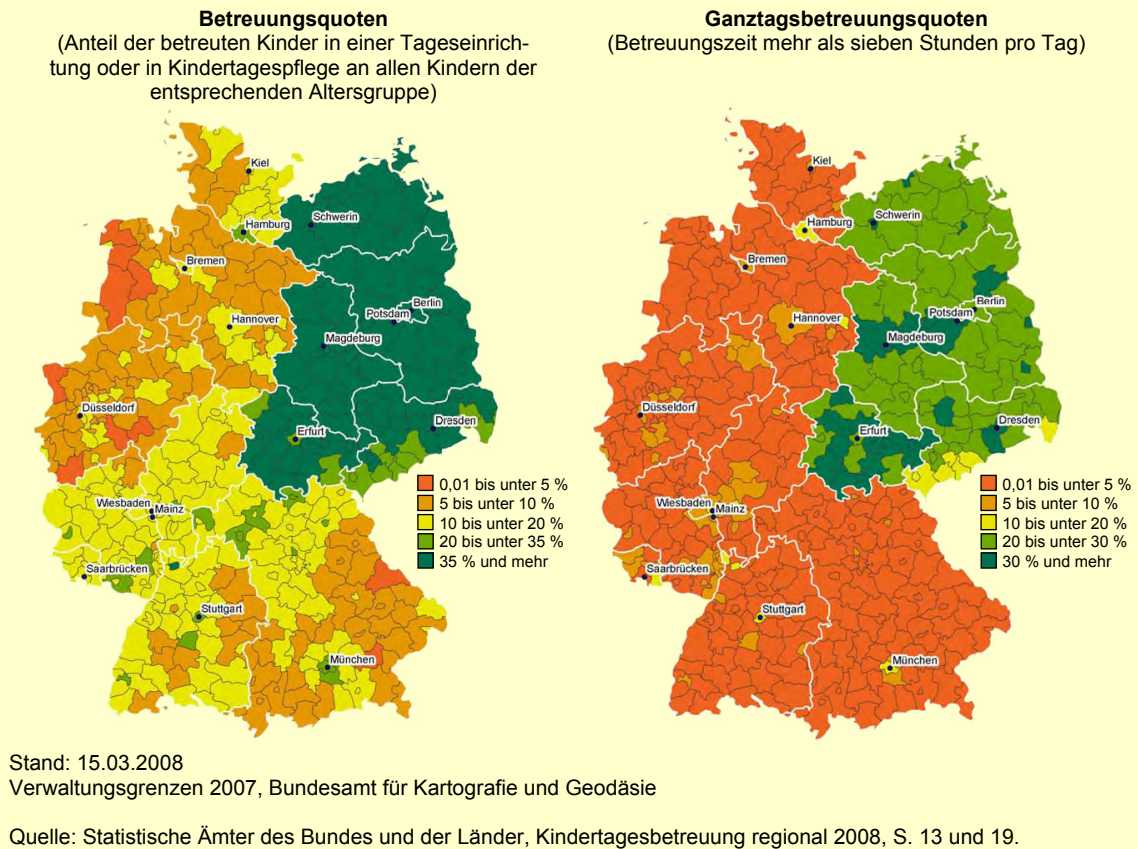 Betreuungsquoten
(Anteil der betreuten Kinder in einer Tageseinrich-
tung oder in Kindertagespflege an allen Kindern der
entsprechenden Altersgruppe)
Kiel
Hamburg
Schwerin
Bremen
Hannover
Berlin
Potsdam
Magdeburg
Düsseldorf
Erfurt
Dresden
Wiesbaden
Mainz
Saarbrücken
Stuttgart
München
0,01 bis unter 5 %
5 bis unter 10 %
10 bis unter 20 %
20 bis unter 35 %
35 % und mehr
Ganztagsbetreuungsquoten
(Betreuungszeit mehr als sieben Stunden pro Tag)
Kiel
Hamburg
Schwerin
Bremen
Hannover
Berlin
Potsdam
Magdeburg
Düsseldorf
Erfurt
Dresden
Wiesbaden
Mainz
Saarbrücken
Stuttgart
München
0,01 bis unter 5 %
5 bis unter 10 %
10 bis unter 20 %
20 bis unter 30 %
30 % und mehr
Stand: 15.03.2008
Verwaltungsgrenzen 2007, Bundesamt für Kartografie und Geodäsie
Quelle: Statistische Ämter des Bundes und der Länder, Kindertagesbetreuung regional 2008, S. 13 und 19.